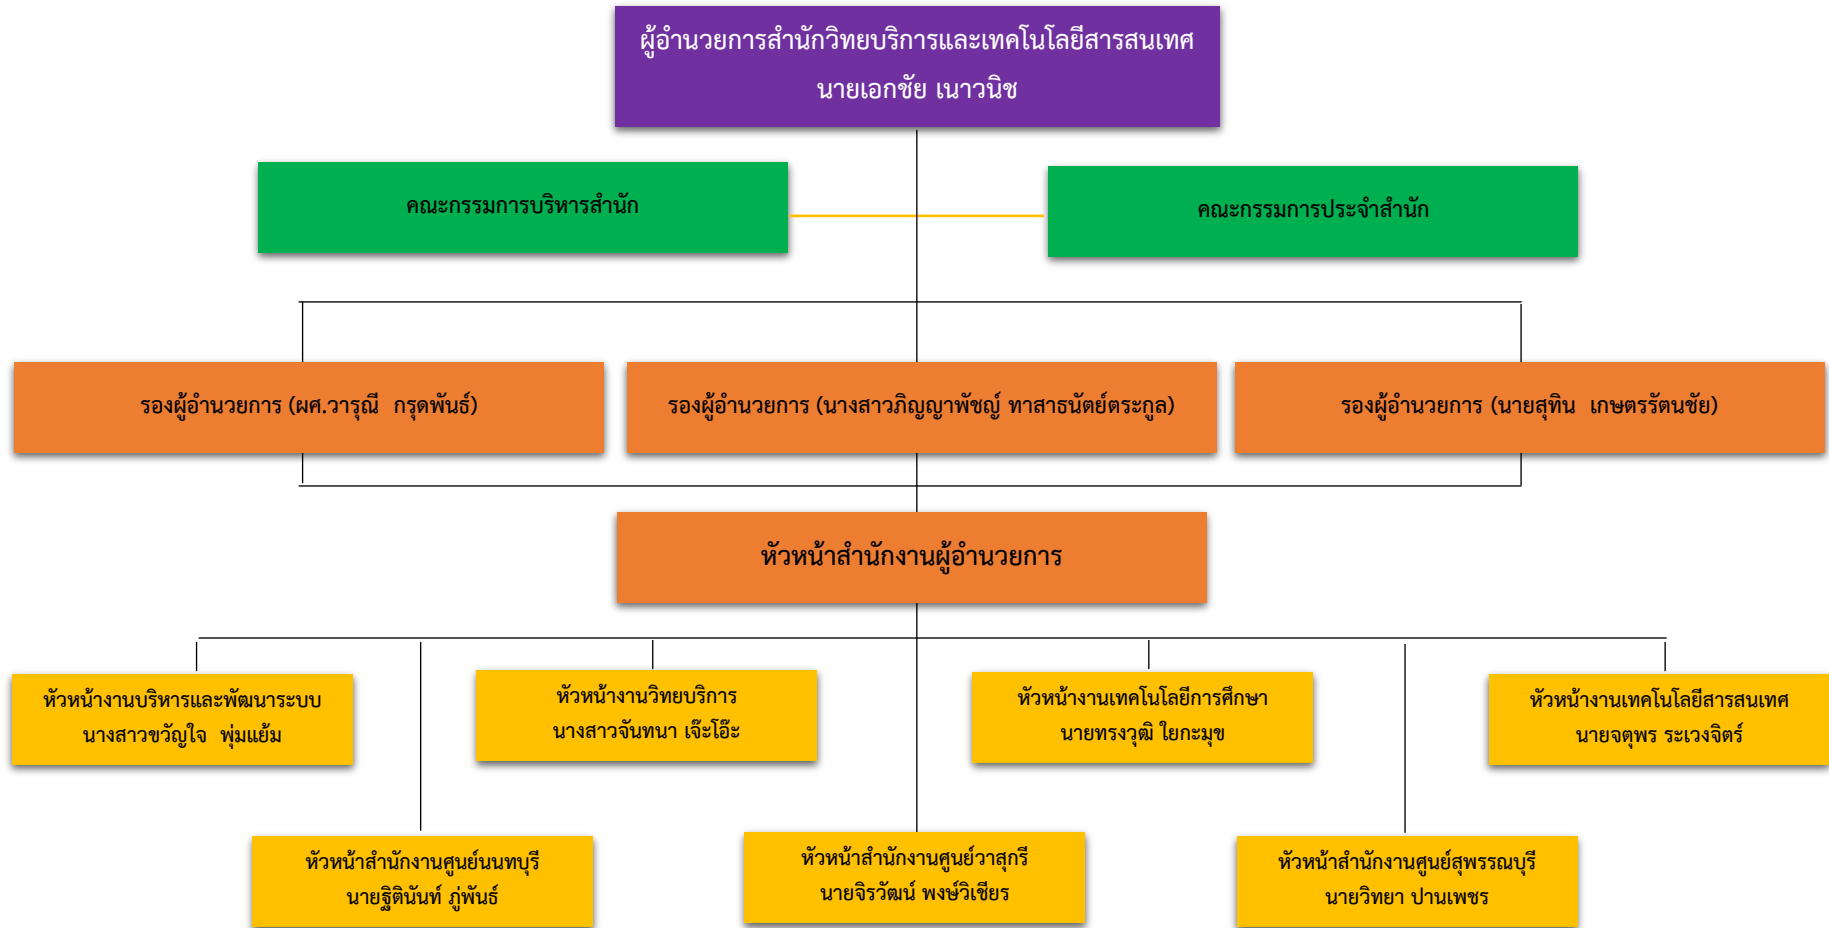 ผู้อำนวยการสำนักวิทยบริการและเทคโนโลยีสารสนเทศ
นายเอกชัย เนาวนิช
คณะกรรมการบริหารสำนัก
คณะกรรมการประจำสำนัก
รองผู้อำนวยการ (ผศ.วารุณี  กรุดพันธ์)
รองผู้อำนวยการ (นางสาวภิญญาพัชญ์ ทาสาธนัตย์ตระกูล)
รองผู้อำนวยการ (นายสุทิน  เกษตรรัตนชัย)
หัวหน้าสำนักงานผู้อำนวยการ
หัวหน้างานบริหารและพัฒนาระบบ
นางสาวขวัญใจ  พุ่มแย้ม
หัวหน้างานวิทยบริการ
นางสาวจันทนา เจ๊ะโอ๊ะ
หัวหน้างานเทคโนโลยีการศึกษา
นายทรงวุฒิ ใยกะมุข
หัวหน้างานเทคโนโลยีสารสนเทศ
นายจตุพร ระเวงจิตร์
หัวหน้าสำนักงานศูนย์นนทบุรี
นายฐิตินันท์ ภู่พันธ์
หัวหน้าสำนักงานศูนย์วาสุกรี
นายจิรวัฒน์ พงษ์วิเชียร
หัวหน้าสำนักงานศูนย์สุพรรณบุรี
นายวิทยา ปานเพชร